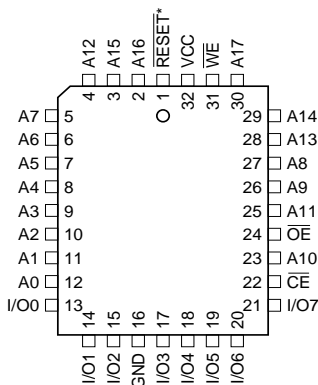 A12 A15 A16 RESET* VCC WE A17
4 3 2 1 32 31 30
A7 5 29 A14
A6 6 28 A13
A5 7 27 A8
A4 8 26 A9
A3 9 25 A11
A2 10 24 OE
A1 11 23 A10
A0 12 22 CE
I/O0 13 21 I/O7
14 15 16 17 18 19 20
I/O1 I/O2 GND I/O3 I/O4 I/O5 I/O6